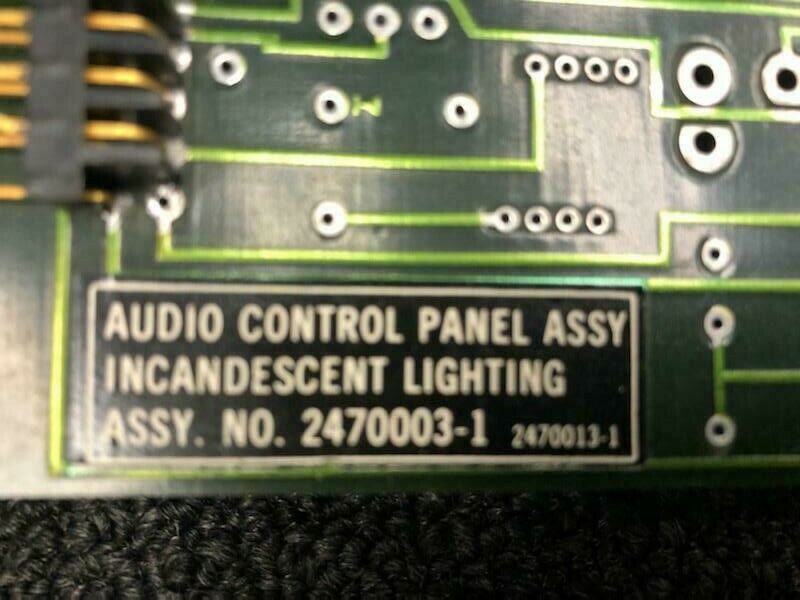 AUDIO CONTROL PANEL ASSY
INCANDESCENT LIGHTING
ASSY. NO. 2470003-1 2470013-1